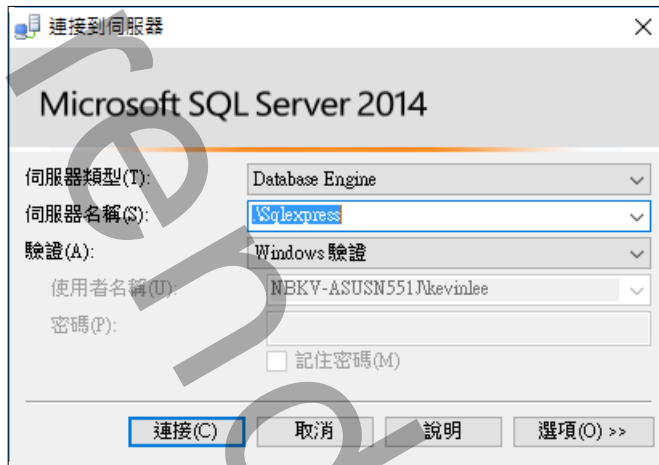 連接到伺服器
Microsoft SQL Server 2014
伺服器類型(T): Database Engine
伺服器名稱(S): .\Sqlexpress
驗證(A): Windows 驗證
使用者名稱(U): NBKV-ASUSN551J\kevinlee
密碼(P):
記住密碼(M)
連接(C) 取消 說明 選項(O) >>